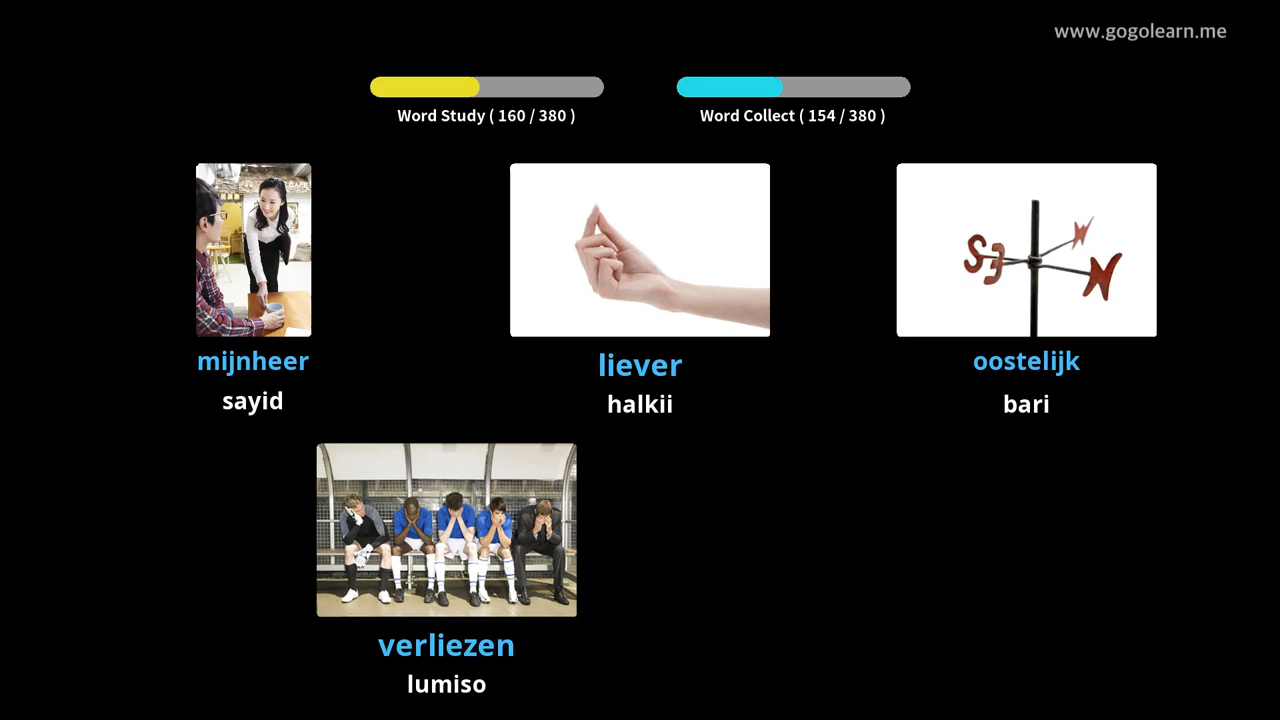 www.gogolearn.me
Word Study ( 160 / 380 )
Word Collect ( 154 / 380 )
mijnheer
sayid
liever
halkii
oostelijk
bari
verliezen
lumiso